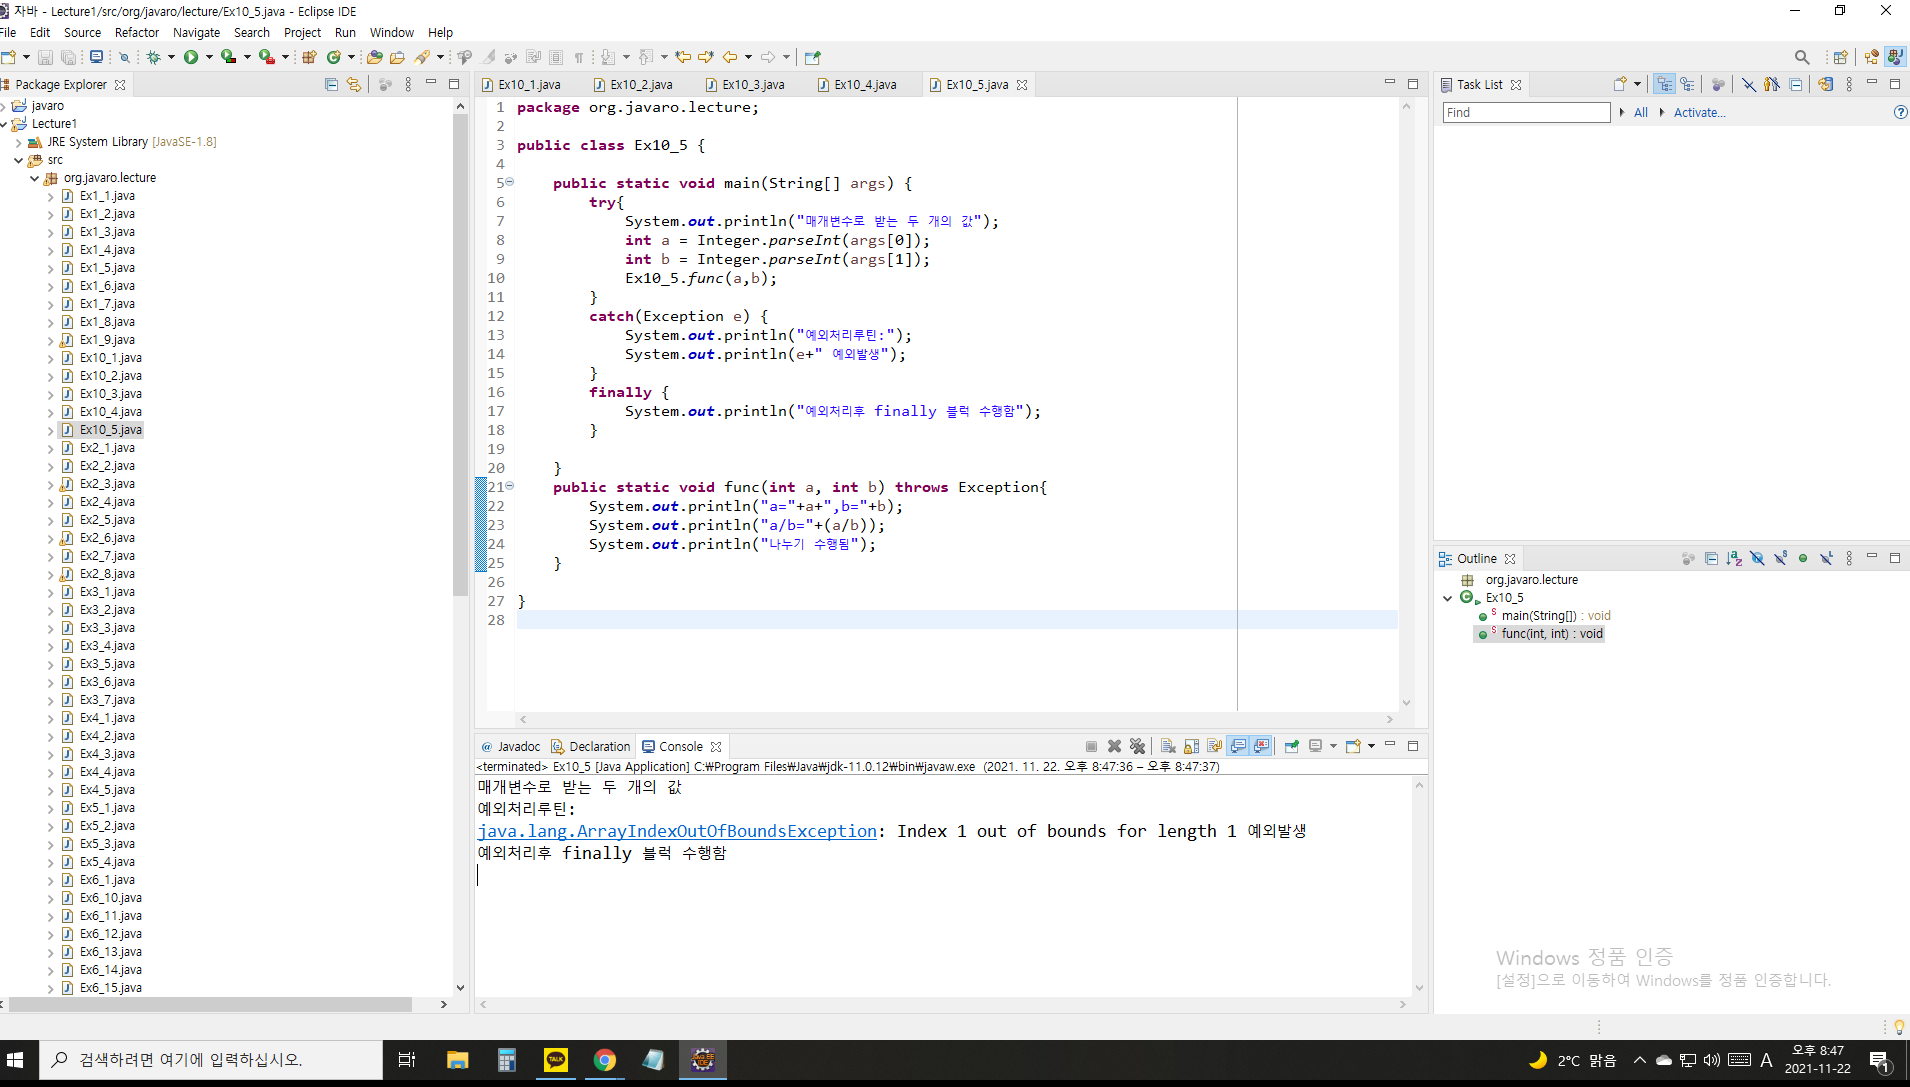 자바 - Lecture1/src/org/javaro/lecture/Ex10_5.java - Eclipse IDE
File Edit Source Refactor Navigate Search Project Run Window Help
Package Explorer
javaro
Lecture1
JRE System Library [JavaSE-1.8]
src
org.javaro.lecture
Ex1_1.java
Ex1_2.java
Ex1_3.java
Ex1_4.java
Ex1_5.java
Ex1_6.java
Ex1_7.java
Ex1_8.java
Ex1_9.java
Ex10_1.java
Ex10_2.java
Ex10_3.java
Ex10_4.java
Ex10_5.java
Ex2_1.java
Ex2_2.java
Ex2_3.java
Ex2_4.java
Ex2_5.java
Ex2_6.java
Ex2_7.java
Ex2_8.java
Ex3_1.java
Ex3_2.java
Ex3_3.java
Ex3_4.java
Ex3_5.java
Ex3_6.java
Ex3_7.java
Ex4_1.java
Ex4_2.java
Ex4_3.java
Ex4_4.java
Ex4_5.java
Ex5_1.java
Ex5_2.java
Ex5_3.java
Ex5_4.java
Ex6_1.java
Ex6_10.java
Ex6_11.java
Ex6_12.java
Ex6_13.java
Ex6_14.java
Ex6_15.java
Ex10_1.java Ex10_2.java Ex10_3.java Ex10_4.java Ex10_5.java
1 package org.javaro.lecture;
2
3 public class Ex10_5 {
4
5 public static void main(String[] args) {
6 try{
7 System.out.println("매개변수로 받는 두 개의 값");
8 int a = Integer.parseInt(args[0]);
9 int b = Integer.parseInt(args[1]);
10 Ex10_5.func(a,b);
11 }
12 catch(Exception e) {
13 System.out.println("예외처리루틴:");
14 System.out.println(e+" 예외발생");
15 }
16 finally {
17 System.out.println("예외처리후 finally 블럭 수행함");
18 }
19
20 }
21 public static void func(int a, int b) throws Exception{
22 System.out.println("a="+a+",b="+b);
23 System.out.println("a/b="+(a/b));
24 System.out.println("나누기 수행됨");
25 }
26
27 }
28
Javadoc Declaration Console
<terminated> Ex10_5 [Java Application] C:₩Program Files₩Java₩jdk-11.0.12₩bin₩javaw.exe (2021. 11. 22. 오후 8:47:36 – 오후 8:47:37)
매개변수로 받는 두 개의 값
예외처리루틴:
java.lang.ArrayIndexOutOfBoundsException: Index 1 out of bounds for length 1 예외발생
예외처리후 finally 블럭 수행함
Task List
Find All Activate...
Outline
org.javaro.lecture
Ex10_5
main(String[]) : void
func(int, int) : void
Windows 정품 인증
[설정]으로 이동하여 Windows를 정품 인증합니다.
검색하려면 여기에 입력하십시오.
TALK
2°C 맑음
A
오후 8:47
2021-11-22
1